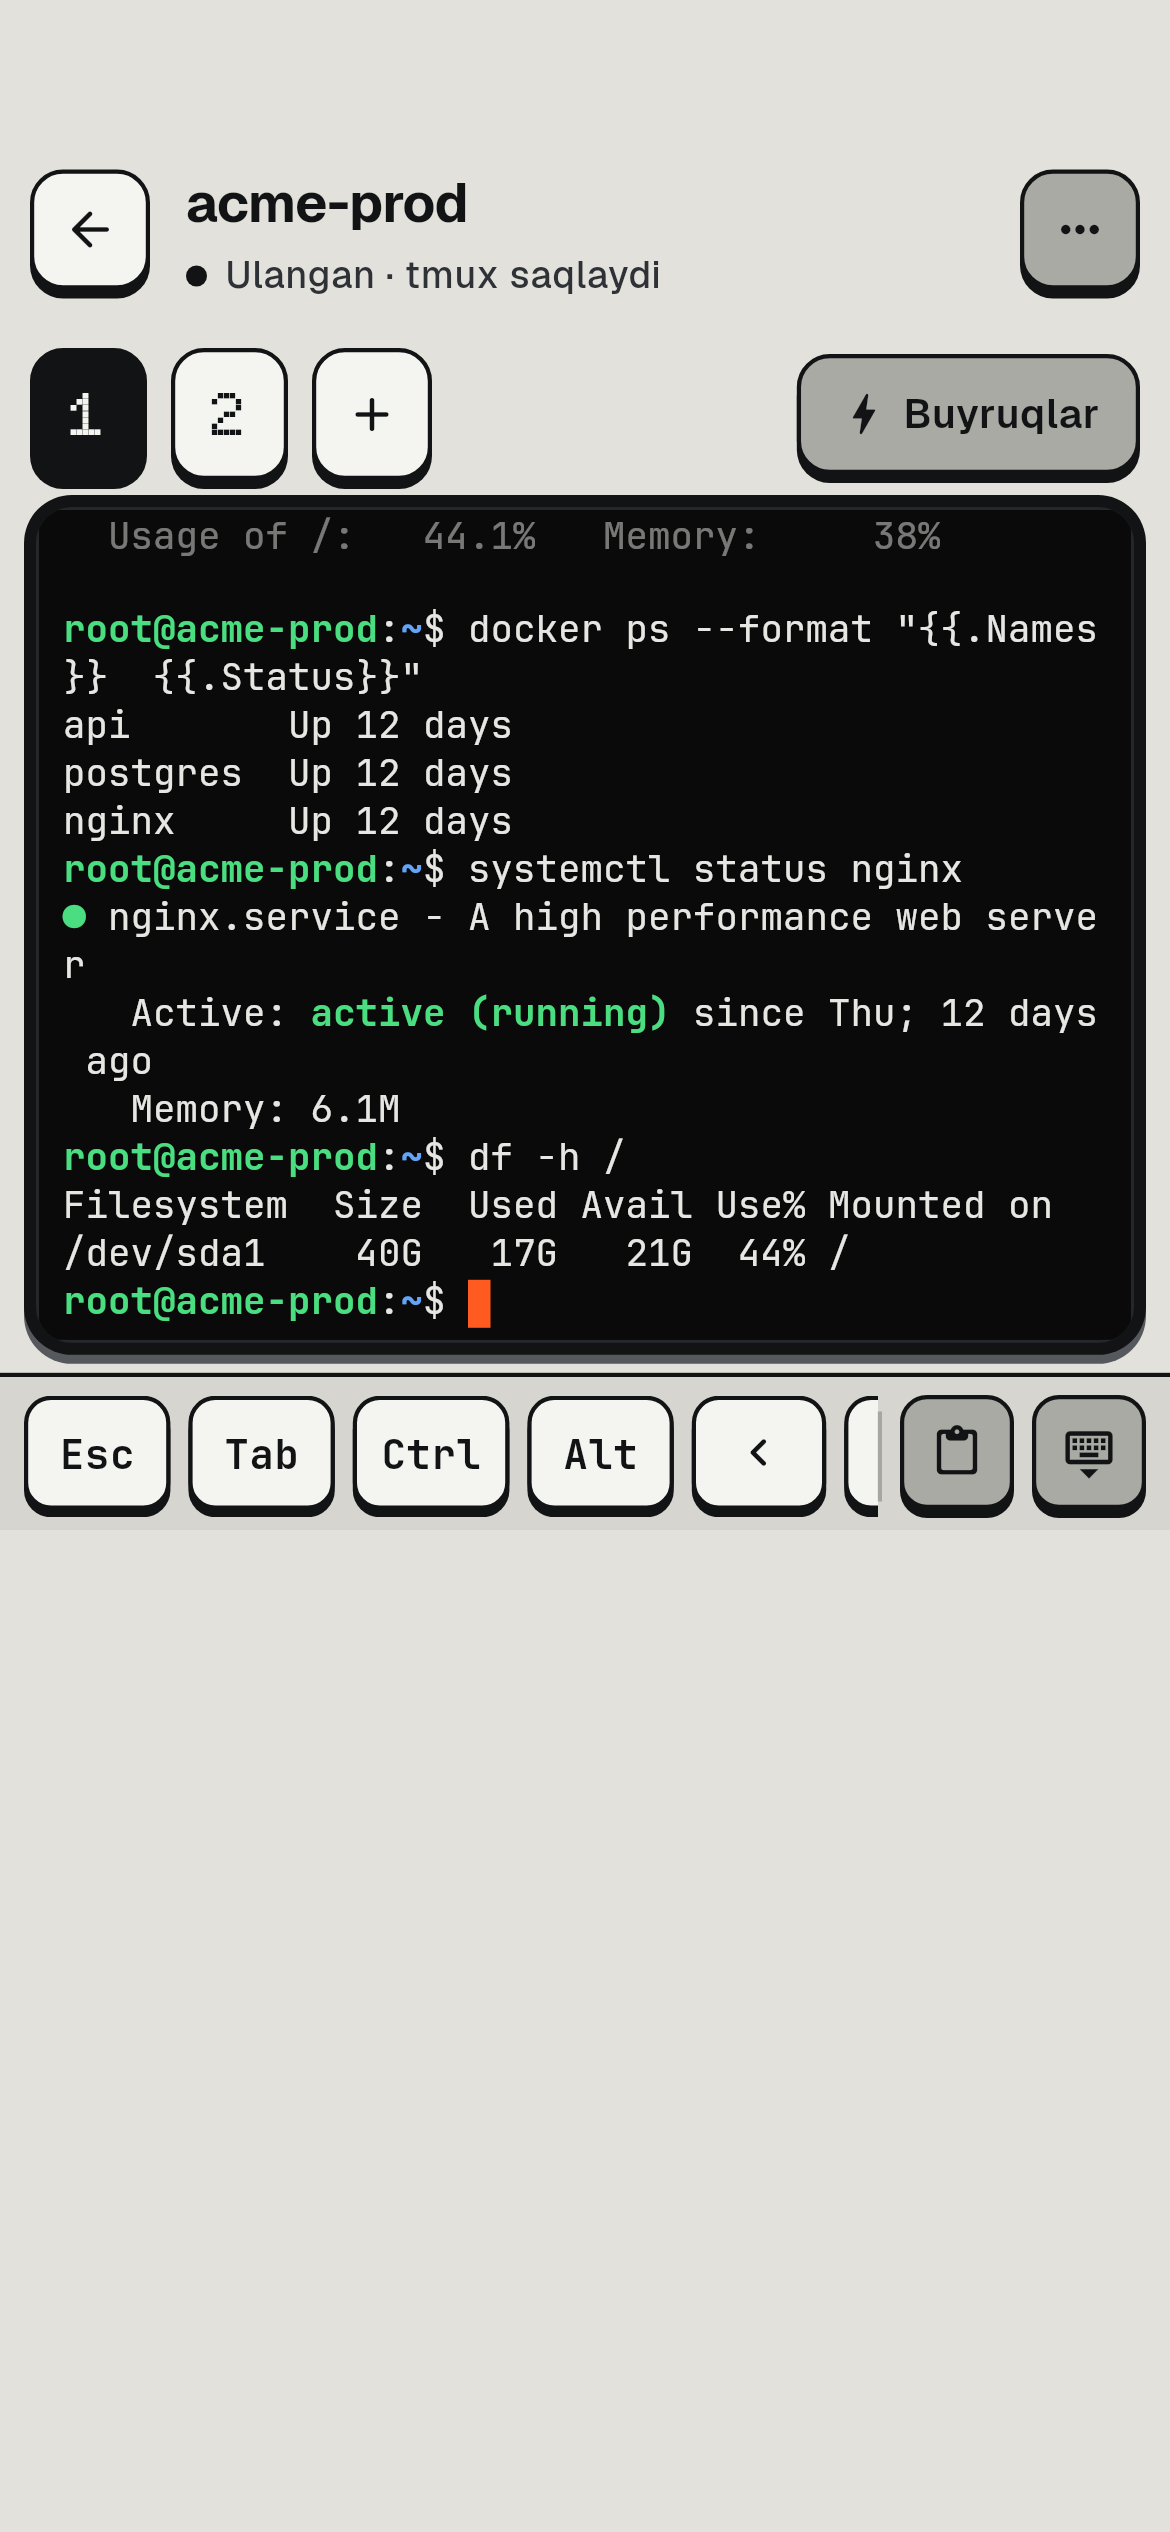 acme-prod
Ulangan · tmux saqlaydi
1 2 + Buyruqlar
Usage of /: 44.1% Memory: 38%
root@acme-prod:~$ docker ps --format "{{.Names
}}  {{.Status}}"
api       Up 12 days
postgres  Up 12 days
nginx     Up 12 days
root@acme-prod:~$ systemctl status nginx
● nginx.service - A high performance web serve
r
Active: active (running) since Thu; 12 days
ago
Memory: 6.1M
root@acme-prod:~$ df -h /
Filesystem  Size  Used Avail Use% Mounted on
/dev/sda1    40G   17G   21G  44% /
root@acme-prod:~$
Esc Tab Ctrl Alt